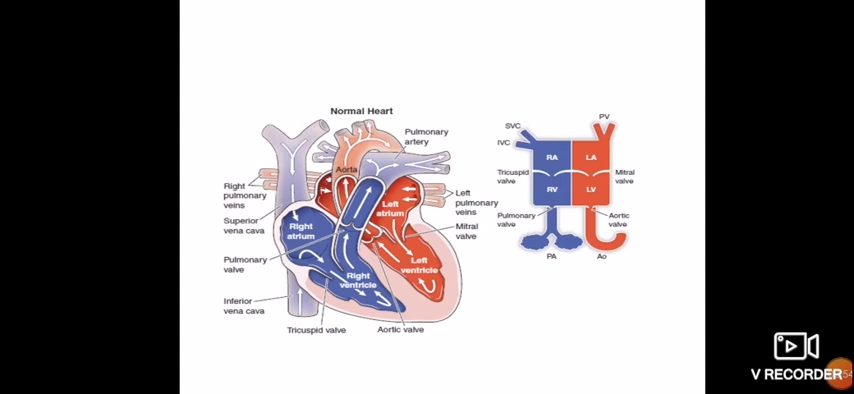 Normal Heart
Pulmonary
artery
Aorta
Right
pulmonary
veins
Left
pulmonary
veins
Left
atrium
Superior
vena cava
Right
atrium
Mitral
valve
Pulmonary
valve
Left
ventricle
Right
ventricle
Inferior
vena cava
Tricuspid valve
Aortic valve
PV
SVC
IVC
RA
LA
Tricuspid
valve
Mitral
valve
RV
LV
Pulmonary
valve
Aortic
valve
PA
Ao
V RECORDER
54